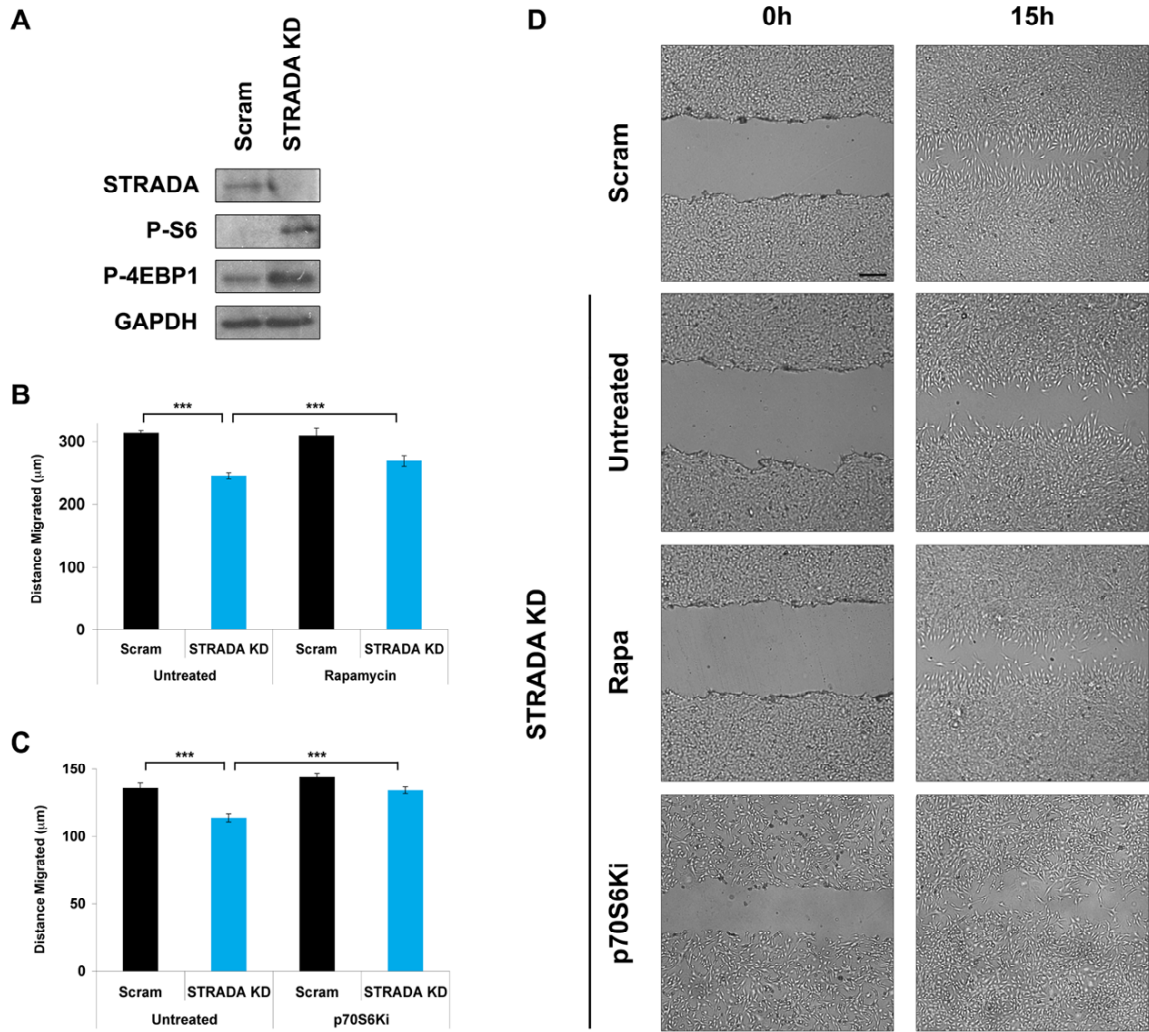 A
Scram
STRADA KD
STRADA
P-S6
P-4EBP1
GAPDH
B
Distance Migrated (µm)
300
200
100
0
***
***
Scram
STRADA KD
Scram
STRADA KD
Untreated
Rapamycin
C
Distance Migrated (µm)
150
100
50
0
***
***
Scram
STRADA KD
Scram
STRADA KD
Untreated
p70S6Ki
D
0h
15h
Scram
STRADA KD
Untreated
Rapa
p70S6Ki